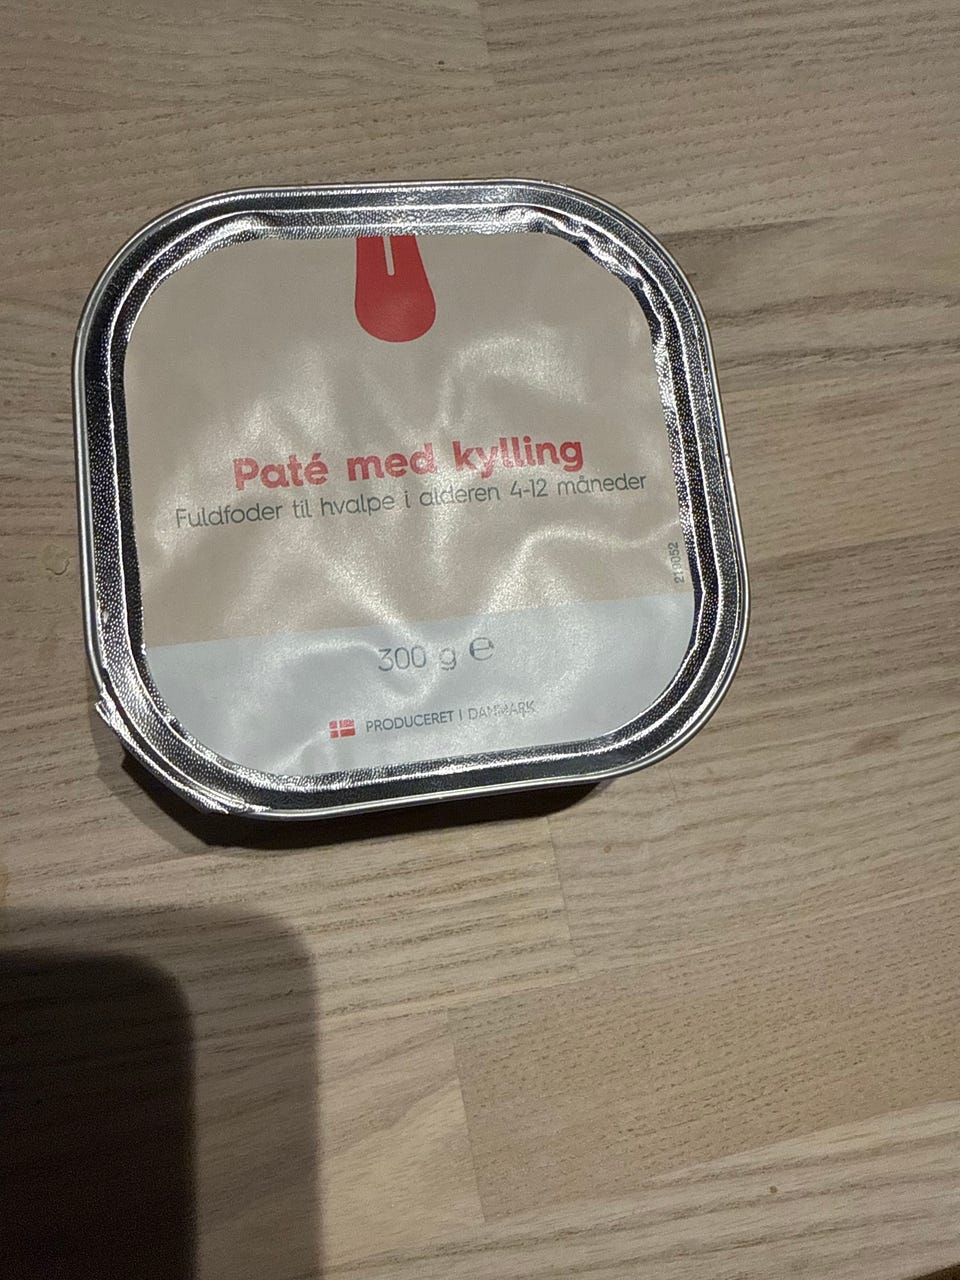 Paté med kylling
Fuldfoder til hvalpe i alderen 4-12 måneder
300 g ℮
PRODUCERET I DANMARK